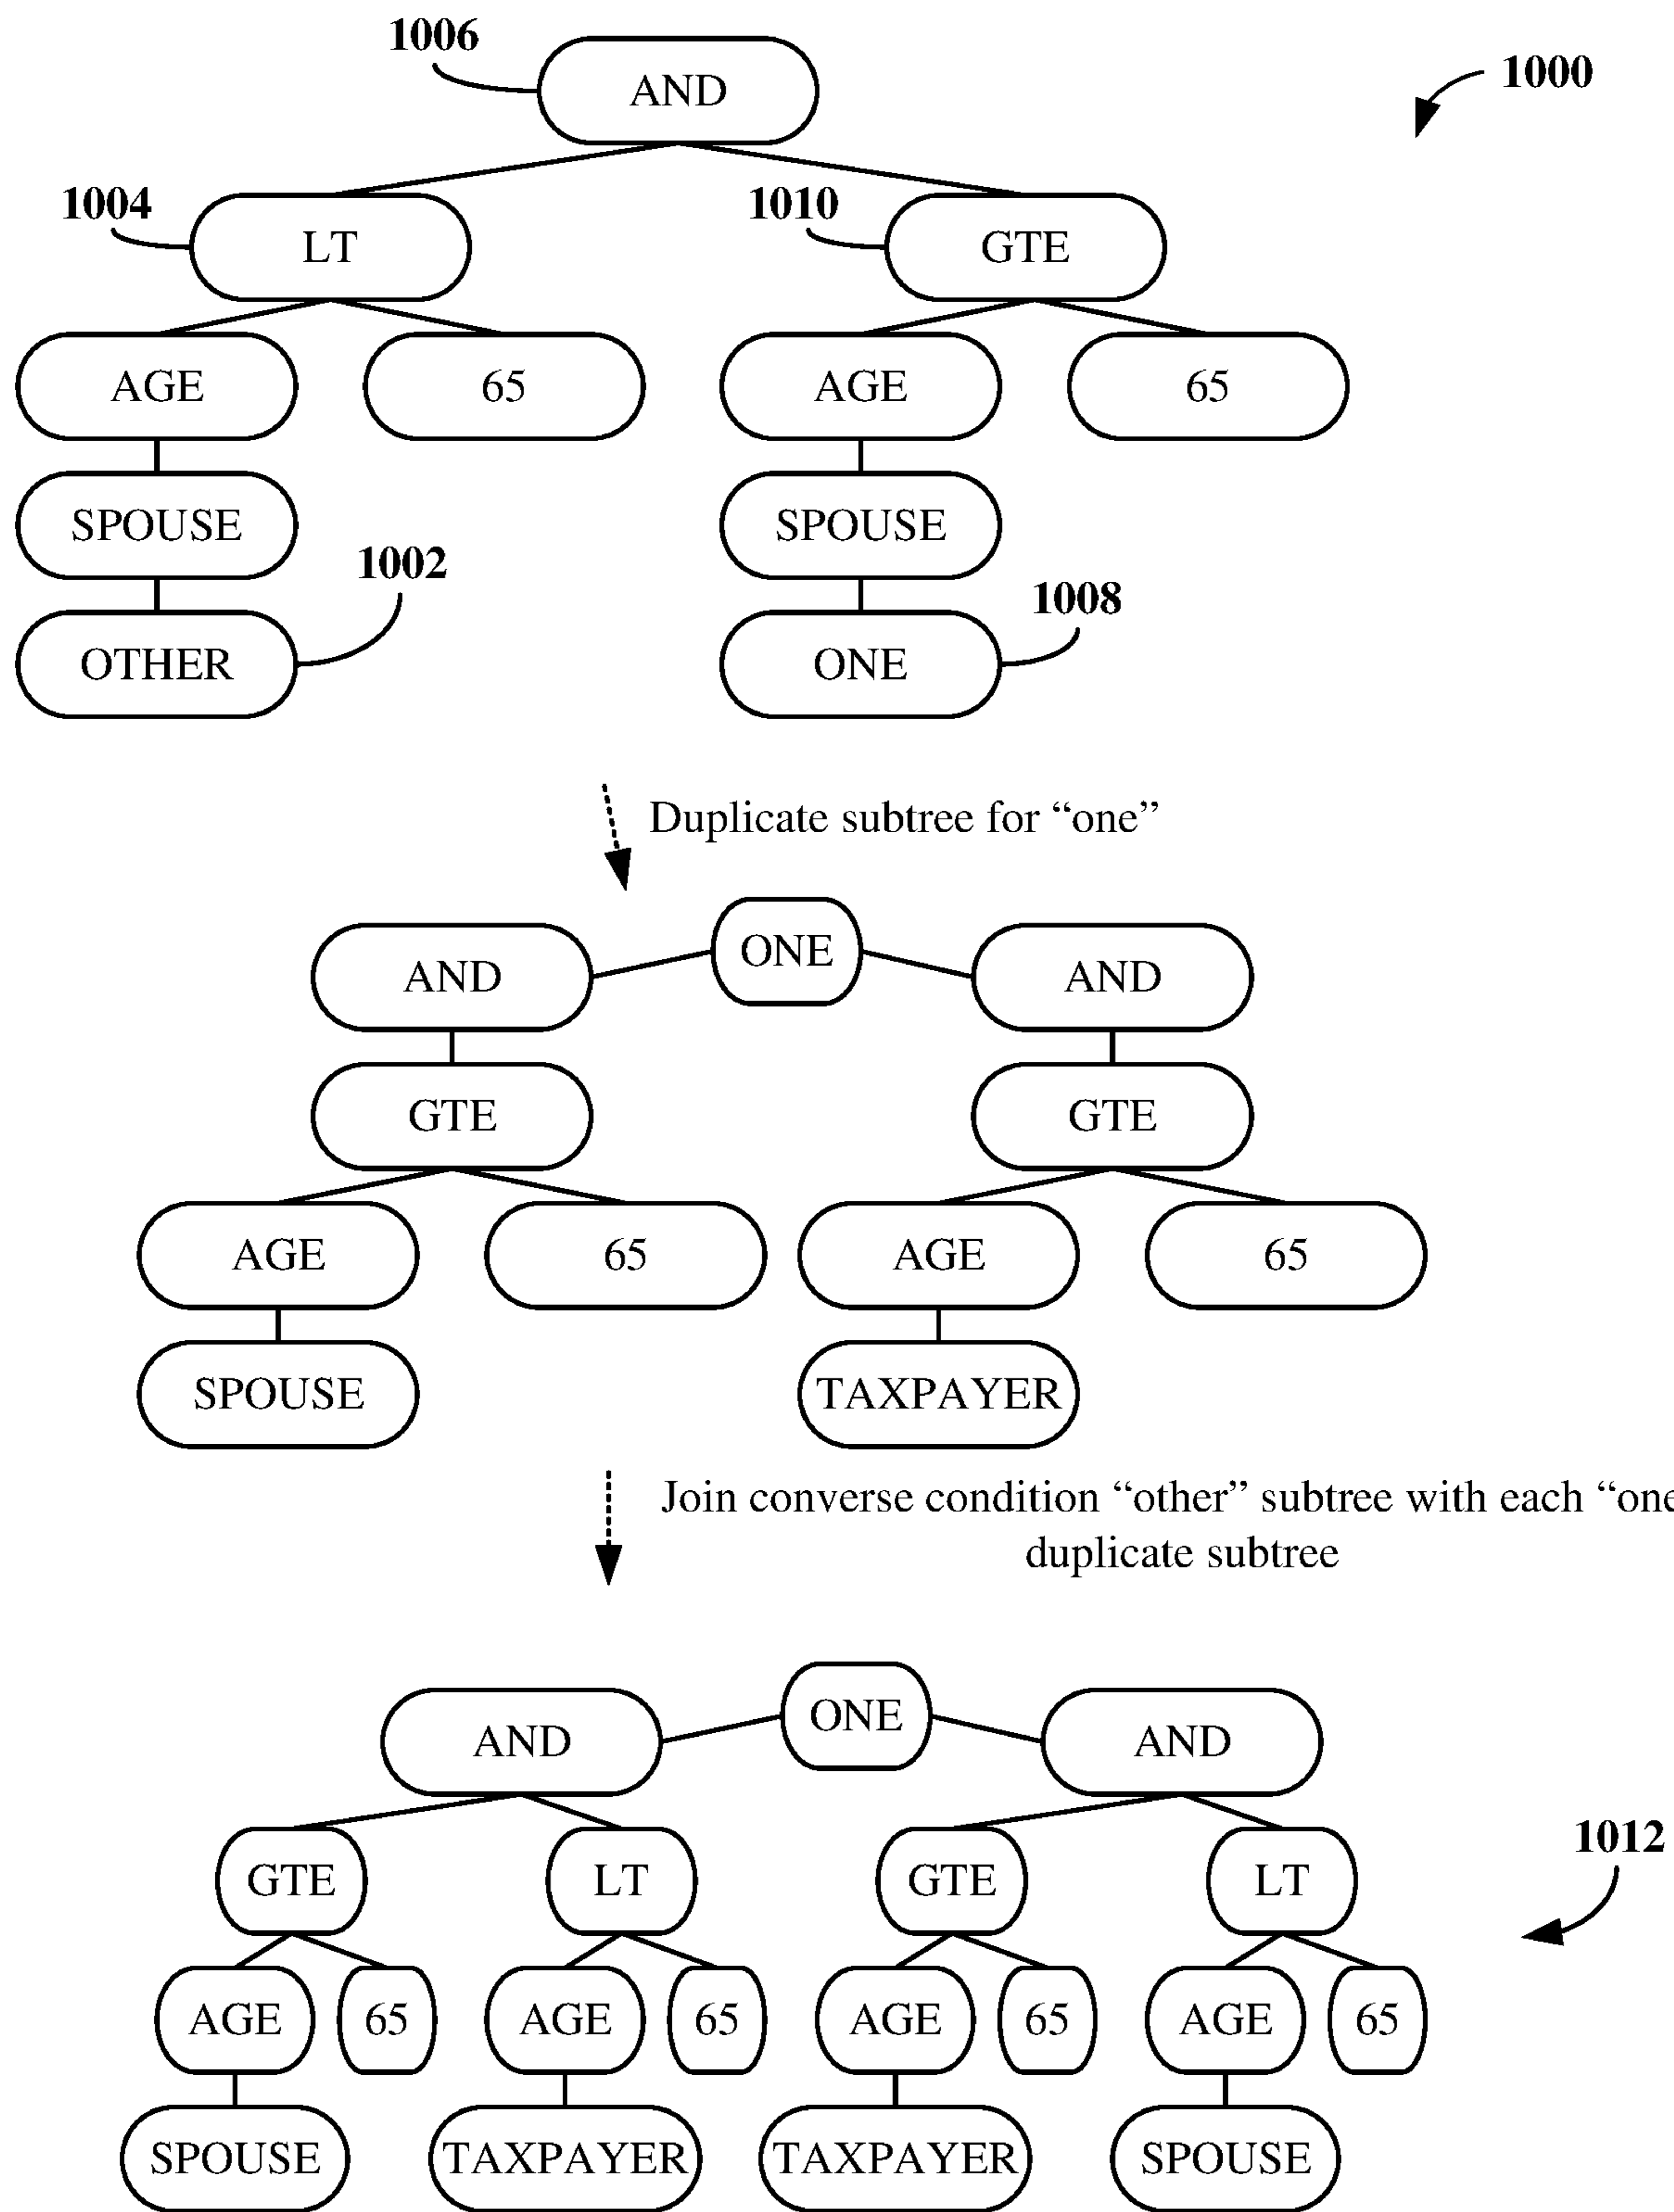 1006
AND
1000
1004
LT
1010
GTE
AGE
65
AGE
65
SPOUSE
SPOUSE
1002
OTHER
1008
ONE
Duplicate subtree for “one”
AND
ONE
AND
GTE
GTE
AGE
65
AGE
65
SPOUSE
TAXPAYER
Join converse condition “other” subtree with each “one
duplicate subtree
AND
ONE
AND
GTE
LT
GTE
LT
1012
AGE
65
AGE
65
AGE
65
AGE
65
SPOUSE
TAXPAYER
TAXPAYER
SPOUSE